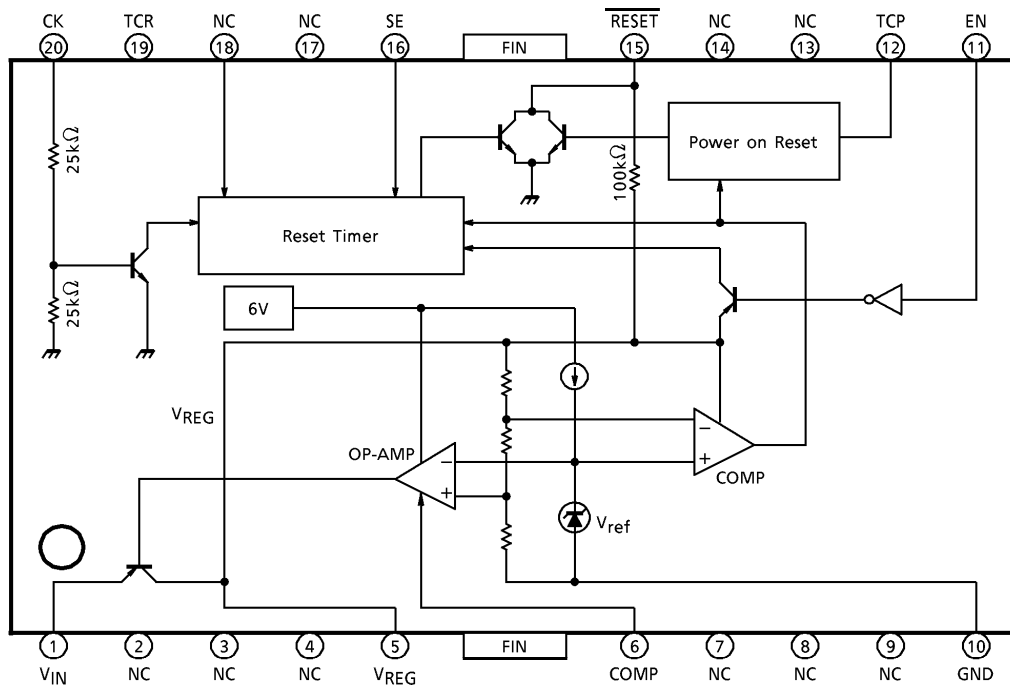 CK TCR NC NC SE RESET NC NC TCP EN
20 19 18 17 16 FIN 15 14 13 12 11
25kΩ
100kΩ
Power on Reset
Reset Timer
25kΩ
6V
VREG
OP-AMP
−
+
−
+
COMP
Vref
1 2 3 4 5 FIN 6 7 8 9 10
VIN NC NC NC VREG COMP NC NC NC GND